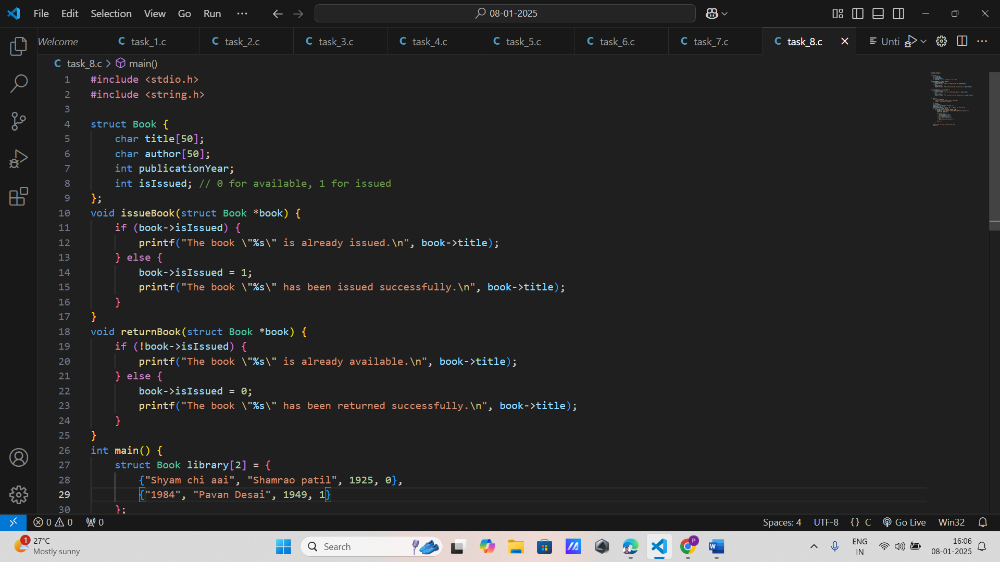 File Edit Selection View Go Run ··· 08-01-2025
Welcome C task_1.c C task_2.c C task_3.c C task_4.c C task_5.c C task_6.c C task_7.c C task_8.c Unti
C task_8.c > main()
1 #include <stdio.h>
2 #include <string.h>
3
4 struct Book {
5 char title[50];
6 char author[50];
7 int publicationYear;
8 int isIssued; // 0 for available, 1 for issued
9 };
10 void issueBook(struct Book *book) {
11 if (book->isIssued) {
12 printf("The book \"%s\" is already issued.\n", book->title);
13 } else {
14 book->isIssued = 1;
15 printf("The book \"%s\" has been issued successfully.\n", book->title);
16 }
17 }
18 void returnBook(struct Book *book) {
19 if (!book->isIssued) {
20 printf("The book \"%s\" is already available.\n", book->title);
21 } else {
22 book->isIssued = 0;
23 printf("The book \"%s\" has been returned successfully.\n", book->title);
24 }
25 }
26 int main() {
27 struct Book library[2] = {
28 {"Shyam chi aai", "Shamrao patil", 1925, 0},
29 {"1984", "Pavan Desai", 1949, 1}
30 };
0 0 0 Spaces: 4 UTF-8 {} C Go Live Win32
1 27°C
Mostly sunny
Search
P
W
ENG
IN
16:06
08-01-2025